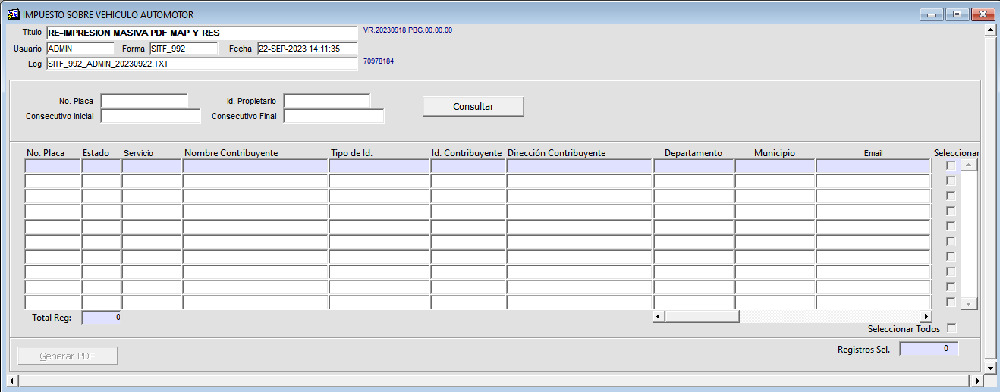 IMPUESTO SOBRE VEHICULO AUTOMOTOR
Titulo RE-IMPRESION MASIVA PDF MAP Y RES VR.20230918.PBG.00.00.00
Usuario ADMIN Forma SITF_992 Fecha 22-SEP-2023 14:11:35
Log SITF_992_ADMIN_20230922.TXT 70978184
No. Placa Id. Propietario Consultar
Consecutivo Inicial Consecutivo Final
No. Placa Estado Servicio Nombre Contribuyente Tipo de Id. Id. Contribuyente Dirección Contribuyente Departamento Municipio Email Seleccionar
Total Reg: 0
Seleccionar Todos
Generar PDF Registros Sel. 0